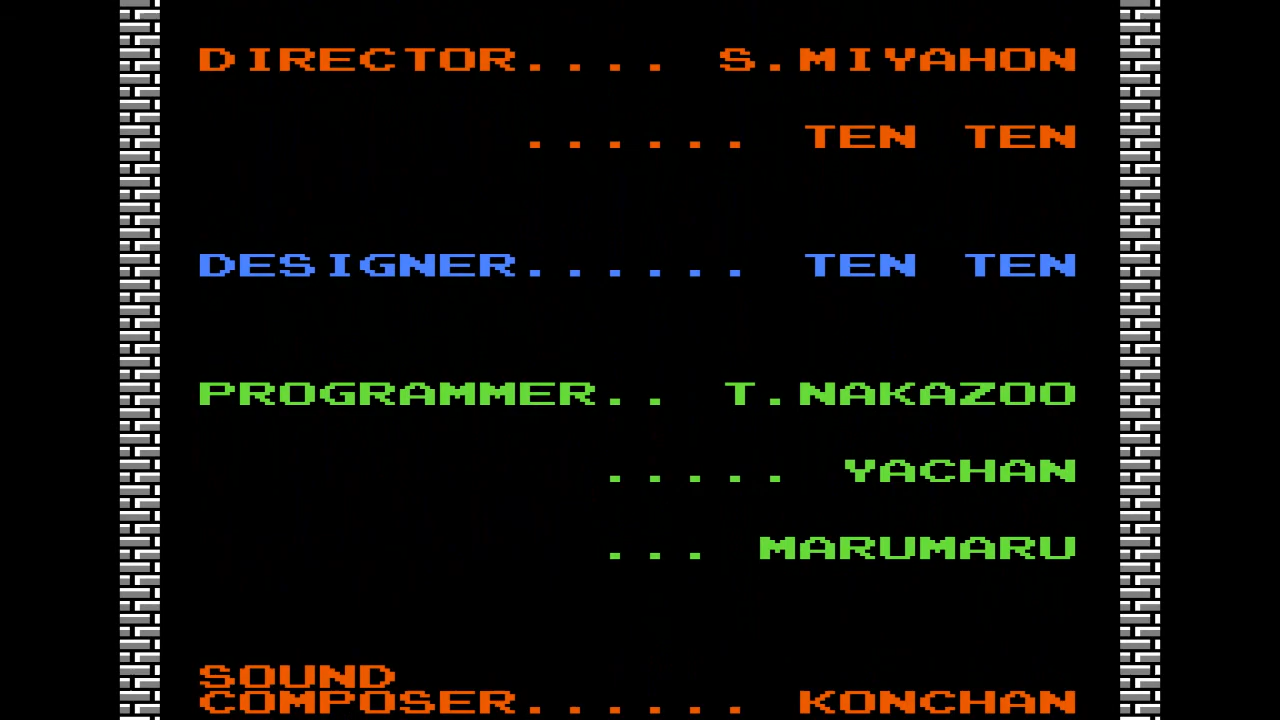 DIRECTOR.... S.MIYAHON
...... TEN TEN
DESIGNER...... TEN TEN
PROGRAMMER.. T.NAKAZOO
..... YACHAN
... MARUMARU
SOUND
COMPOSER...... KONCHAN